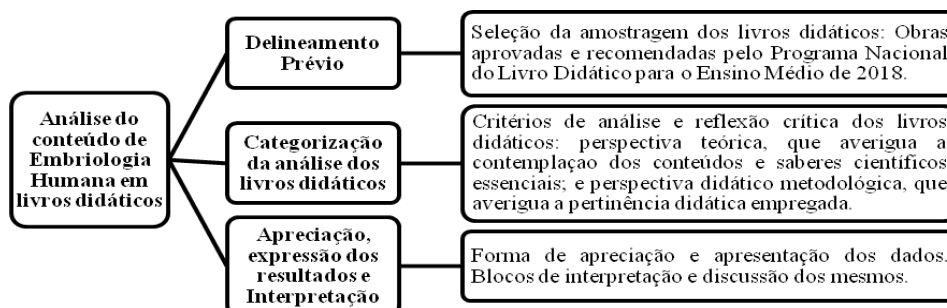 Análise do
conteúdo de
Embriologia
Humana em
livros didáticos
Delineamento
Prévio
Seleção da amostragem dos livros didáticos: Obras
aprovadas e recomendadas pelo Programa Nacional
do Livro Didático para o Ensino Médio de 2018.
Categorização
da análise dos
livros didáticos
Critérios de análise e reflexão crítica dos livros
didáticos: perspectiva teórica, que averigua a
contemplação dos conteúdos e saberes científicos
essenciais; e perspectiva didático metodológica, que
averigua a pertinência didática empregada.
Apreciação,
expressão dos
resultados e
Interpretação
Forma de apreciação e apresentação dos dados.
Blocos de interpretação e discussão dos mesmos.